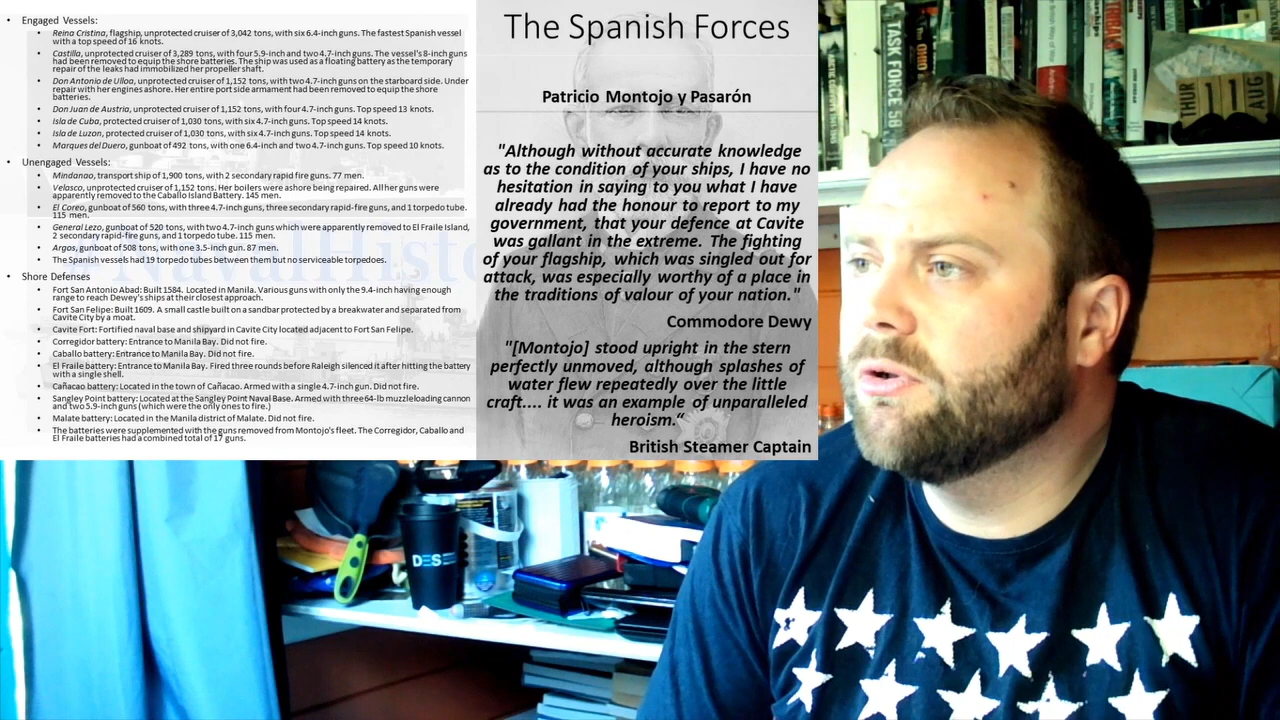 Engaged Vessels:
Reina Cristina, flagship, unprotected cruiser of 3,042 tons, with six 6.4-inch guns. The fastest Spanish vessel
with a top speed of 16 knots.
Castilla, unprotected cruiser of 3,289 tons, with four 5.9-inch and two 4.7-inch guns. The vessel's 8-inch guns
had been removed to equip the shore batteries. The ship was used as a floating battery as the temporary
repair of the leaks had immobilized her propeller shaft.
Don Antonio de Ulloa, unprotected cruiser of 1,152 tons, with two 4.7-inch guns on the starboard side. Under
repair with her engines ashore. Her entire port side armament had been removed to equip the shore
batteries.
Don Juan de Austria, unprotected cruiser of 1,152 tons, with four 4.7-inch guns. Top speed 13 knots.
Isla de Cuba, protected cruiser of 1,030 tons, with six 4.7-inch guns. Top speed 14 knots.
Isla de Luzon, protected cruiser of 1,030 tons, with six 4.7-inch guns. Top speed 14 knots.
Marques del Duero, gunboat of 492 tons, with one 6.4-inch and two 4.7-inch guns. Top speed 10 knots.
Unengaged Vessels:
Mindanao, transport ship of 1,900 tons, with 2 secondary rapid fire guns. 77 men.
Velasco, unprotected cruiser of 1,152 tons. Her boilers were ashore being repaired. All her guns were
apparently removed to the Caballo Island Battery. 145 men.
El Coreo, gunboat of 560 tons, with three 4.7-inch guns, three secondary rapid-fire guns, and 1 torpedo tube.
115 men.
General Lezo, gunboat of 520 tons, with two 4.7-inch guns which were apparently removed to El Fraile Island,
2 secondary rapid-fire guns, and 1 torpedo tube. 115 men.
Argos, gunboat of 508 tons, with one 3.5-inch gun. 87 men.
The Spanish vessels had 19 torpedo tubes between them but no serviceable torpedoes.
Shore Defenses
Fort San Antonio Abad: Built 1584. Located in Manila. Various guns with only the 9.4-inch having enough
range to reach Dewey's ships at their closest approach.
Fort San Felipe: Built 1609. A small castle built on a sandbar protected by a breakwater and separated from
Cavite City by a moat.
Cavite Fort: Fortified naval base and shipyard in Cavite City located adjacent to Fort San Felipe.
Corregidor battery: Entrance to Manila Bay. Did not fire.
Caballo battery: Entrance to Manila Bay. Did not fire.
El Fraile battery: Entrance to Manila Bay. Fired three rounds before Raleigh silenced it after hitting the battery
with a single shell.
Cañacao battery: Located in the town of Cañacao. Armed with a single 4.7-inch gun. Did not fire.
Sangley Point battery: Located at the Sangley Point Naval Base. Armed with three 64-lb muzzleloading cannon
and two 5.9-inch guns (which were the only ones to fire.)
Malate battery: Located in the Manila district of Malate. Did not fire.
The batteries were supplemented with the guns removed from Montojo's fleet. The Corregidor, Caballo and
El Fraile batteries had a combined total of 17 guns.
The Spanish Forces
Patricio Montojo y Pasarón
"Although without accurate knowledge
as to the condition of your ships, I have no
hesitation in saying to you what I have
already had the honour to report to my
government, that your defence at Cavite
was gallant in the extreme. The fighting
of your flagship, which was singled out for
attack, was especially worthy of a place in
the traditions of valour of your nation."
Commodore Dewy
"[Montojo] stood upright in the stern
perfectly unmoved, although splashes of
water flew repeatedly over the little
craft.... it was an example of unparalleled
heroism.“
British Steamer Captain
TASK FORCE 58
THUR
11
AUG
DES